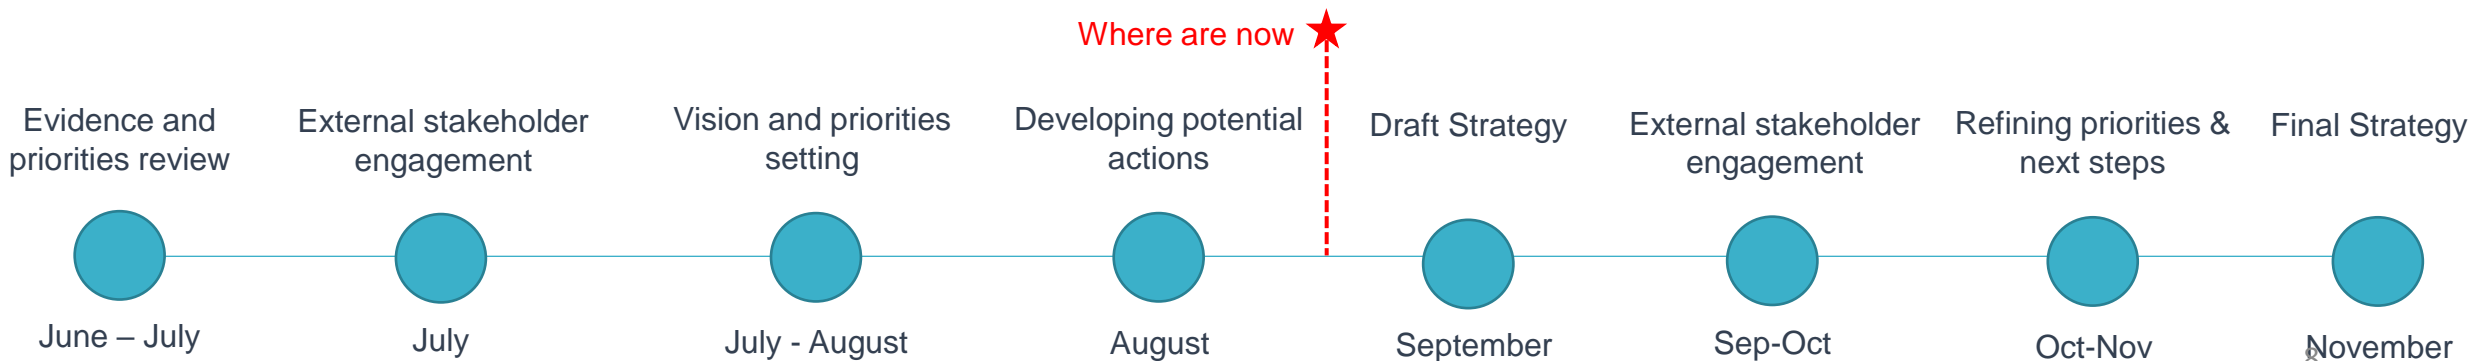 Where are now
Evidence and
priorities review
External stakeholder
engagement
Vision and priorities
setting
Developing potential
actions
Draft Strategy
External stakeholder
engagement
Refining priorities &
next steps
Final Strategy
June – July
July
July - August
August
September
Sep-Oct
Oct-Nov
November
8